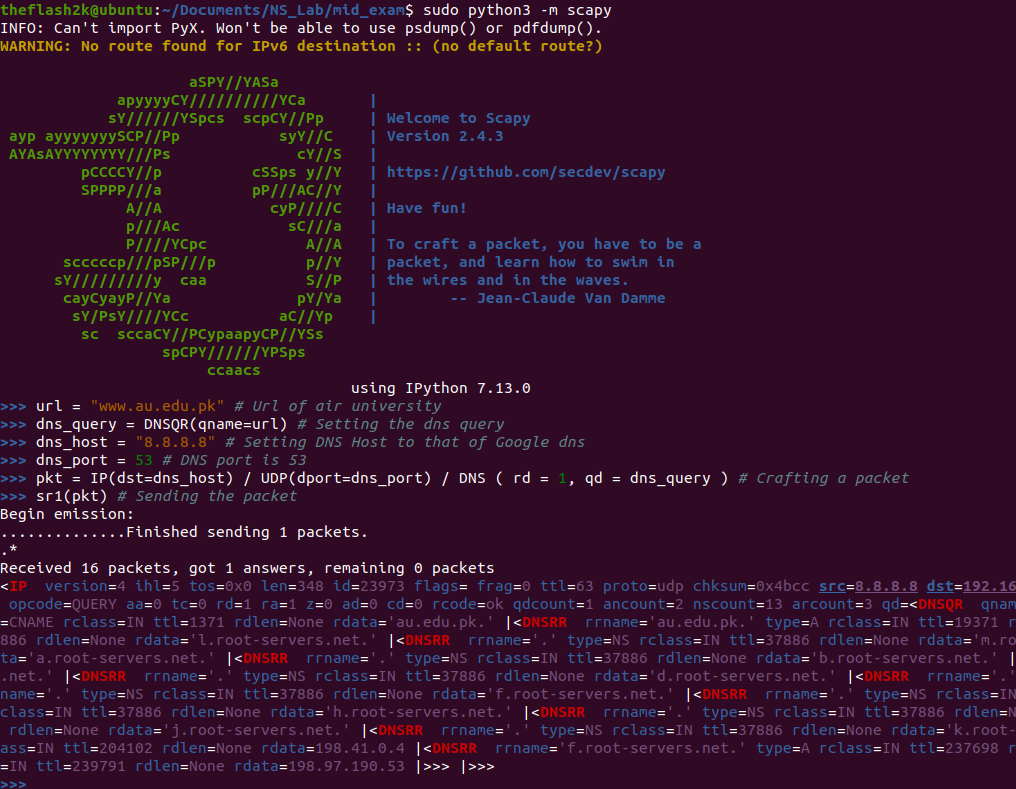 theflash2k@ubuntu:~/Documents/NS_Lab/mid_exam$ sudo python3 -m scapy
INFO: Can't import PyX. Won't be able to use psdump() or pdfdump().
WARNING: No route found for IPv6 destination :: (no default route?)
                     aSPY//YASa
             apyyyyCY//////////YCa       |
            sY//////YSpcs  scpCY//Pp     | Welcome to Scapy
 ayp ayyyyyyySCP//Pp           syY//C    | Version 2.4.3
 AYAsAYYYYYYYY///Ps              cY//S   |
         pCCCCY//p          cSSps y//Y   | https://github.com/secdev/scapy
         SPPPP///a          pP///AC//Y   |
              A//A            cyP////C   | Have fun!
              p///Ac            sC///a   |
              P////YCpc           A//A   | To craft a packet, you have to be a
       scccccp///pSP///p          p//Y   | packet, and learn how to swim in
      sY/////////y  caa           S//P   | the wires and in the waves.
       cayCyayP//Ya              pY/Ya   |        -- Jean-Claude Van Damme
        sY/PsY////YCc          aC//Yp    |
         sc  sccaCY//PCypaapyCP//YSs
                  spCPY//////YPSps
                       ccaacs
                                       using IPython 7.13.0
>>> url = "www.au.edu.pk" # Url of air university
>>> dns_query = DNSQR(qname=url) # Setting the dns query
>>> dns_host = "8.8.8.8" # Setting DNS Host to that of Google dns
>>> dns_port = 53 # DNS port is 53
>>> pkt = IP(dst=dns_host) / UDP(dport=dns_port) / DNS ( rd = 1, qd = dns_query ) # Crafting a packet
>>> sr1(pkt) # Sending the packet
Begin emission:
..............Finished sending 1 packets.
.*
Received 16 packets, got 1 answers, remaining 0 packets
<IP  version=4 ihl=5 tos=0x0 len=348 id=23973 flags= frag=0 ttl=63 proto=udp chksum=0x4bcc src=8.8.8.8 dst=192.16
 opcode=QUERY aa=0 tc=0 rd=1 ra=1 z=0 ad=0 cd=0 rcode=ok qdcount=1 ancount=2 nscount=13 arcount=3 qd=<DNSQR  qnam
=CNAME rclass=IN ttl=1371 rdlen=None rdata='au.edu.pk.' |<DNSRR  rrname='au.edu.pk.' type=A rclass=IN ttl=19371 r
886 rdlen=None rdata='l.root-servers.net.' |<DNSRR  rrname='.' type=NS rclass=IN ttl=37886 rdlen=None rdata='m.ro
ta='a.root-servers.net.' |<DNSRR  rrname='.' type=NS rclass=IN ttl=37886 rdlen=None rdata='b.root-servers.net.' |
.net.' |<DNSRR  rrname='.' type=NS rclass=IN ttl=37886 rdlen=None rdata='d.root-servers.net.' |<DNSRR  rrname='.'
name='.' type=NS rclass=IN ttl=37886 rdlen=None rdata='f.root-servers.net.' |<DNSRR  rrname='.' type=NS rclass=IN
class=IN ttl=37886 rdlen=None rdata='h.root-servers.net.' |<DNSRR  rrname='.' type=NS rclass=IN ttl=37886 rdlen=N
 rdlen=None rdata='j.root-servers.net.' |<DNSRR  rrname='.' type=NS rclass=IN ttl=37886 rdlen=None rdata='k.root-
ass=IN ttl=204102 rdlen=None rdata=198.41.0.4 |<DNSRR  rrname='f.root-servers.net.' type=A rclass=IN ttl=237698 r
=IN ttl=239791 rdlen=None rdata=198.97.190.53 |>>> |>>>
>>>